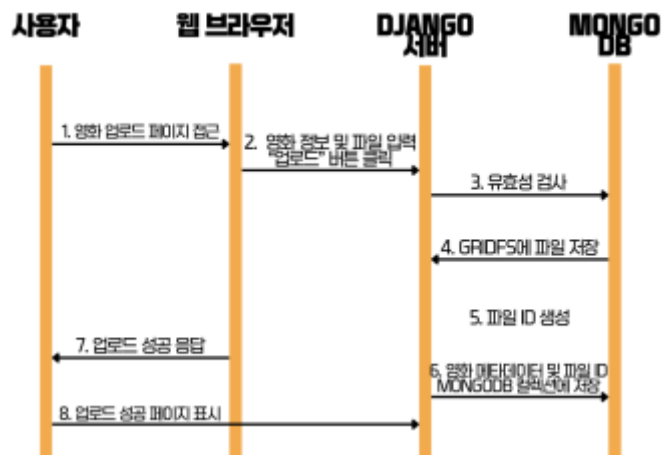 사용자
웹 브라우저
DJANGO
서버
MONGO
DB
1. 영화 업로드 페이지 접근
2. 영화 정보 및 파일 입력
"업로드" 버튼 클릭
3. 유효성 검사
4. GRIDFS에 파일 저장
5. 파일 ID 생성
7. 업로드 성공 응답
6. 영화 메타데이터 및 파일 ID
MONGODB 컬렉션에 저장
8. 업로드 성공 페이지 표시